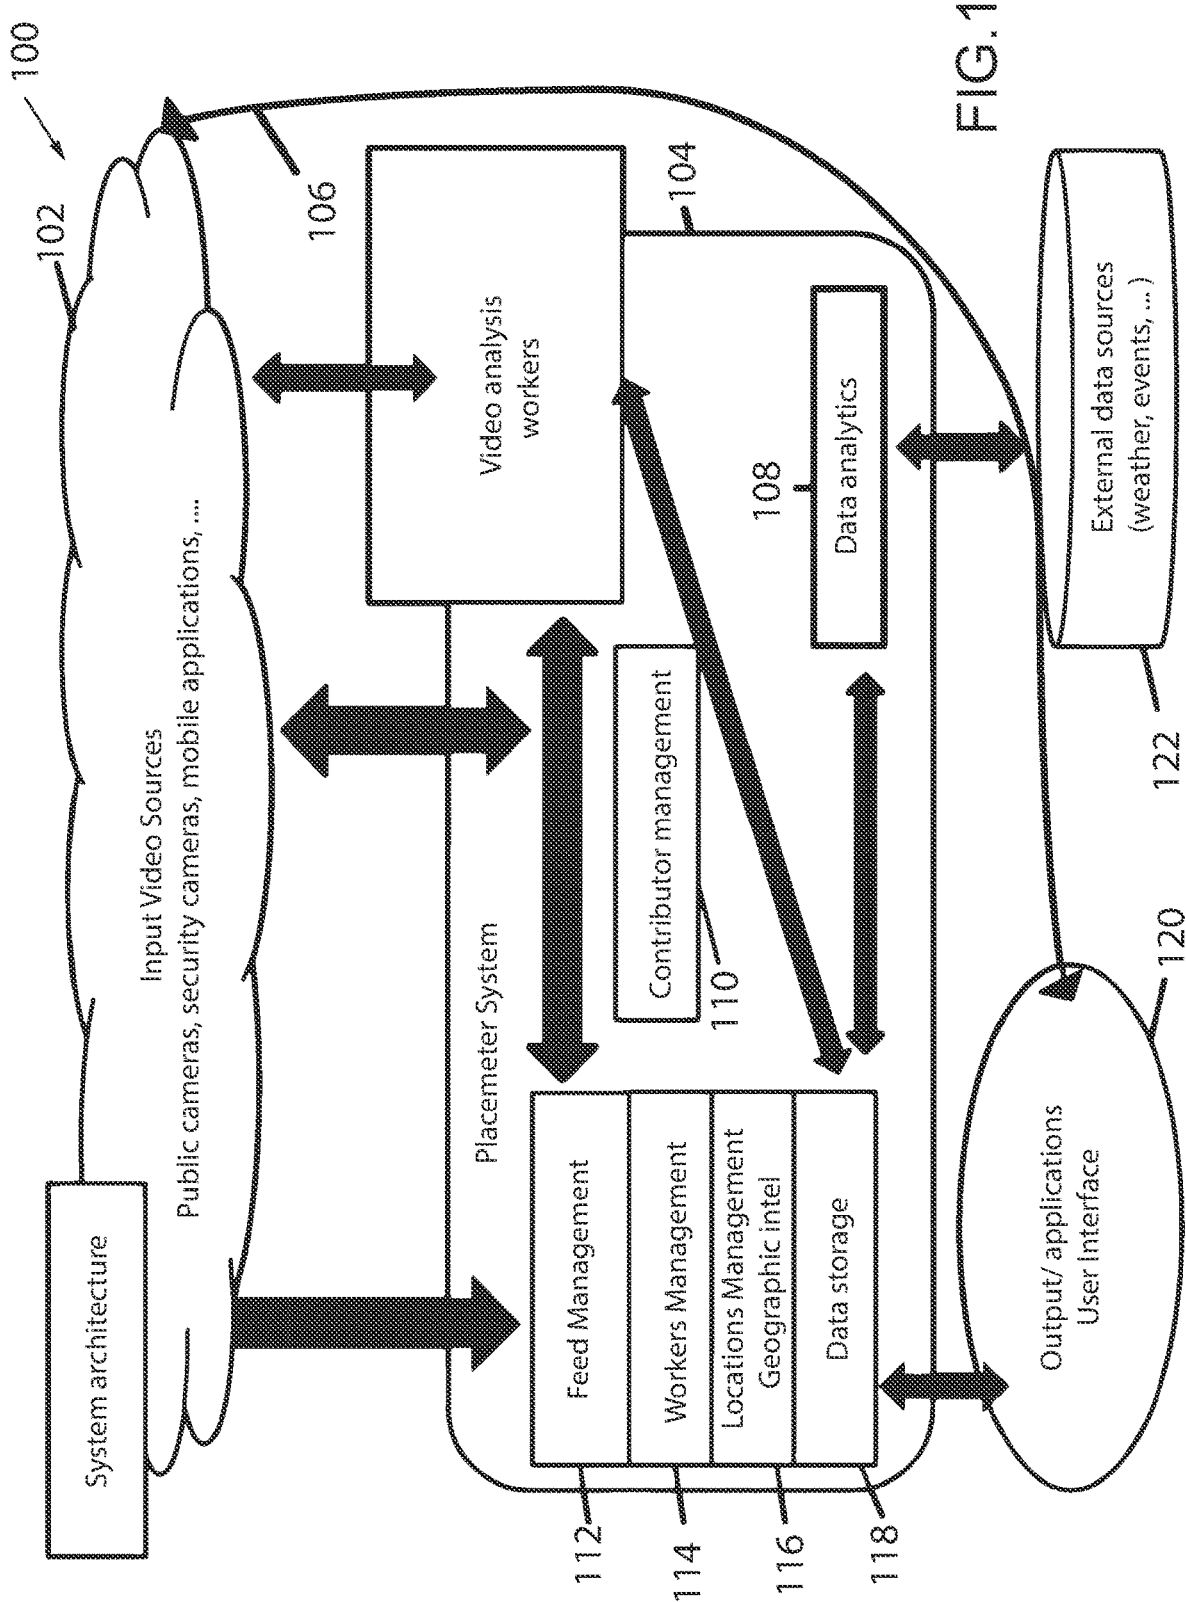 System architecture
100
102
Input Video Sources
Public cameras, security cameras, mobile applications, ....
106
Placemeter System
Video analysis
workers
104
112
Feed Management
114
Workers Management
116
Locations Management
Geographic intel
118
Data storage
Contributor management
110
108
Data analytics
Output/ applications
User Interface
120
External data sources
(weather, events, ... )
122
FIG. 1